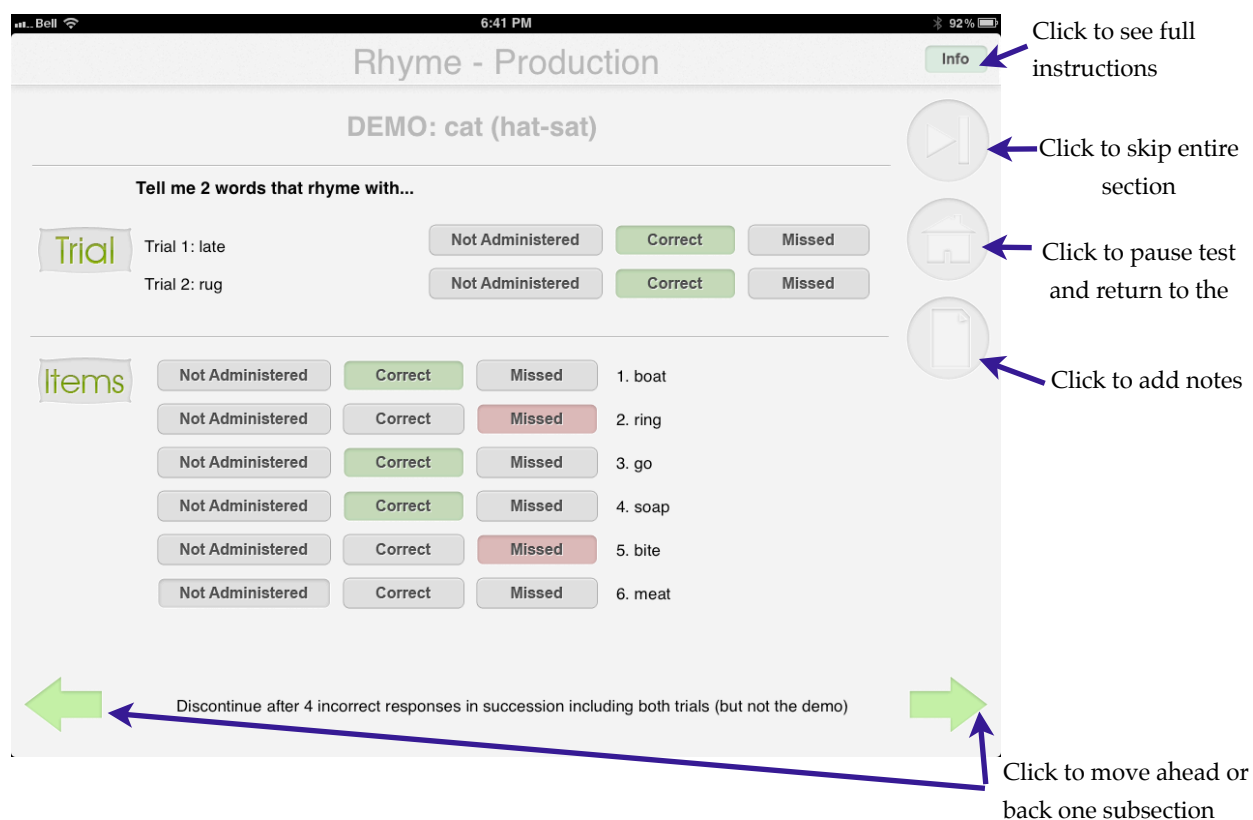 Bell 6:41 PM 92%
Rhyme - Production
Info
Click to see full
instructions
DEMO: cat (hat-sat)
Click to skip entire
section
Tell me 2 words that rhyme with...
Trial
Trial 1: late Not Administered Correct Missed
Trial 2: rug Not Administered Correct Missed
Click to pause test
and return to the
Items
Not Administered Correct Missed 1. boat
Not Administered Correct Missed 2. ring
Not Administered Correct Missed 3. go
Not Administered Correct Missed 4. soap
Not Administered Correct Missed 5. bite
Not Administered Correct Missed 6. meat
Click to add notes
Discontinue after 4 incorrect responses in succession including both trials (but not the demo)
Click to move ahead or
back one subsection